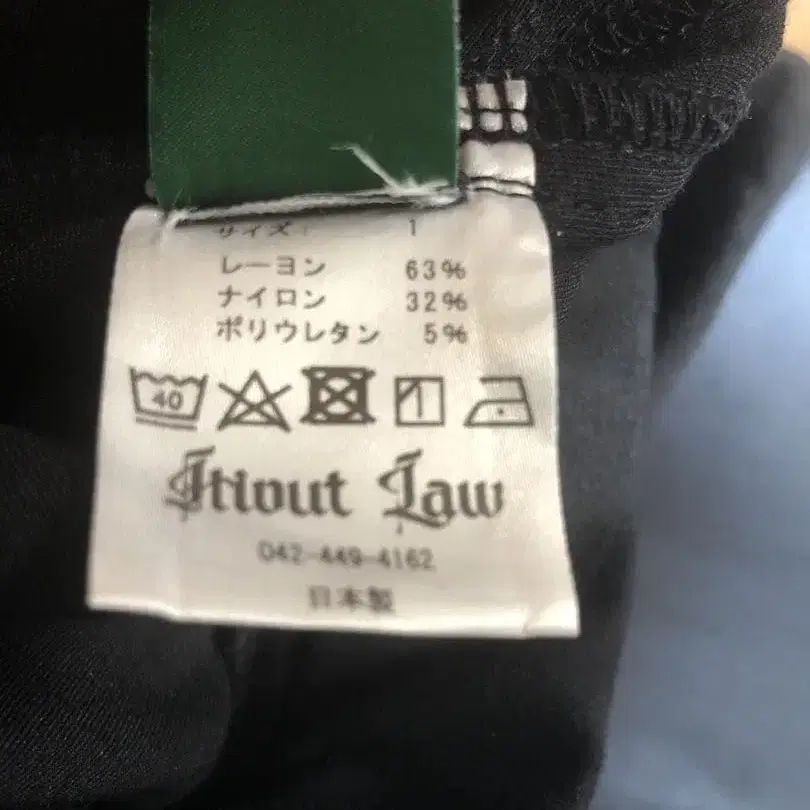 サイズ: 1
レーヨン 63%
ナイロン 32%
ポリウレタン 5%
40
Law
042-449-4162
日本製